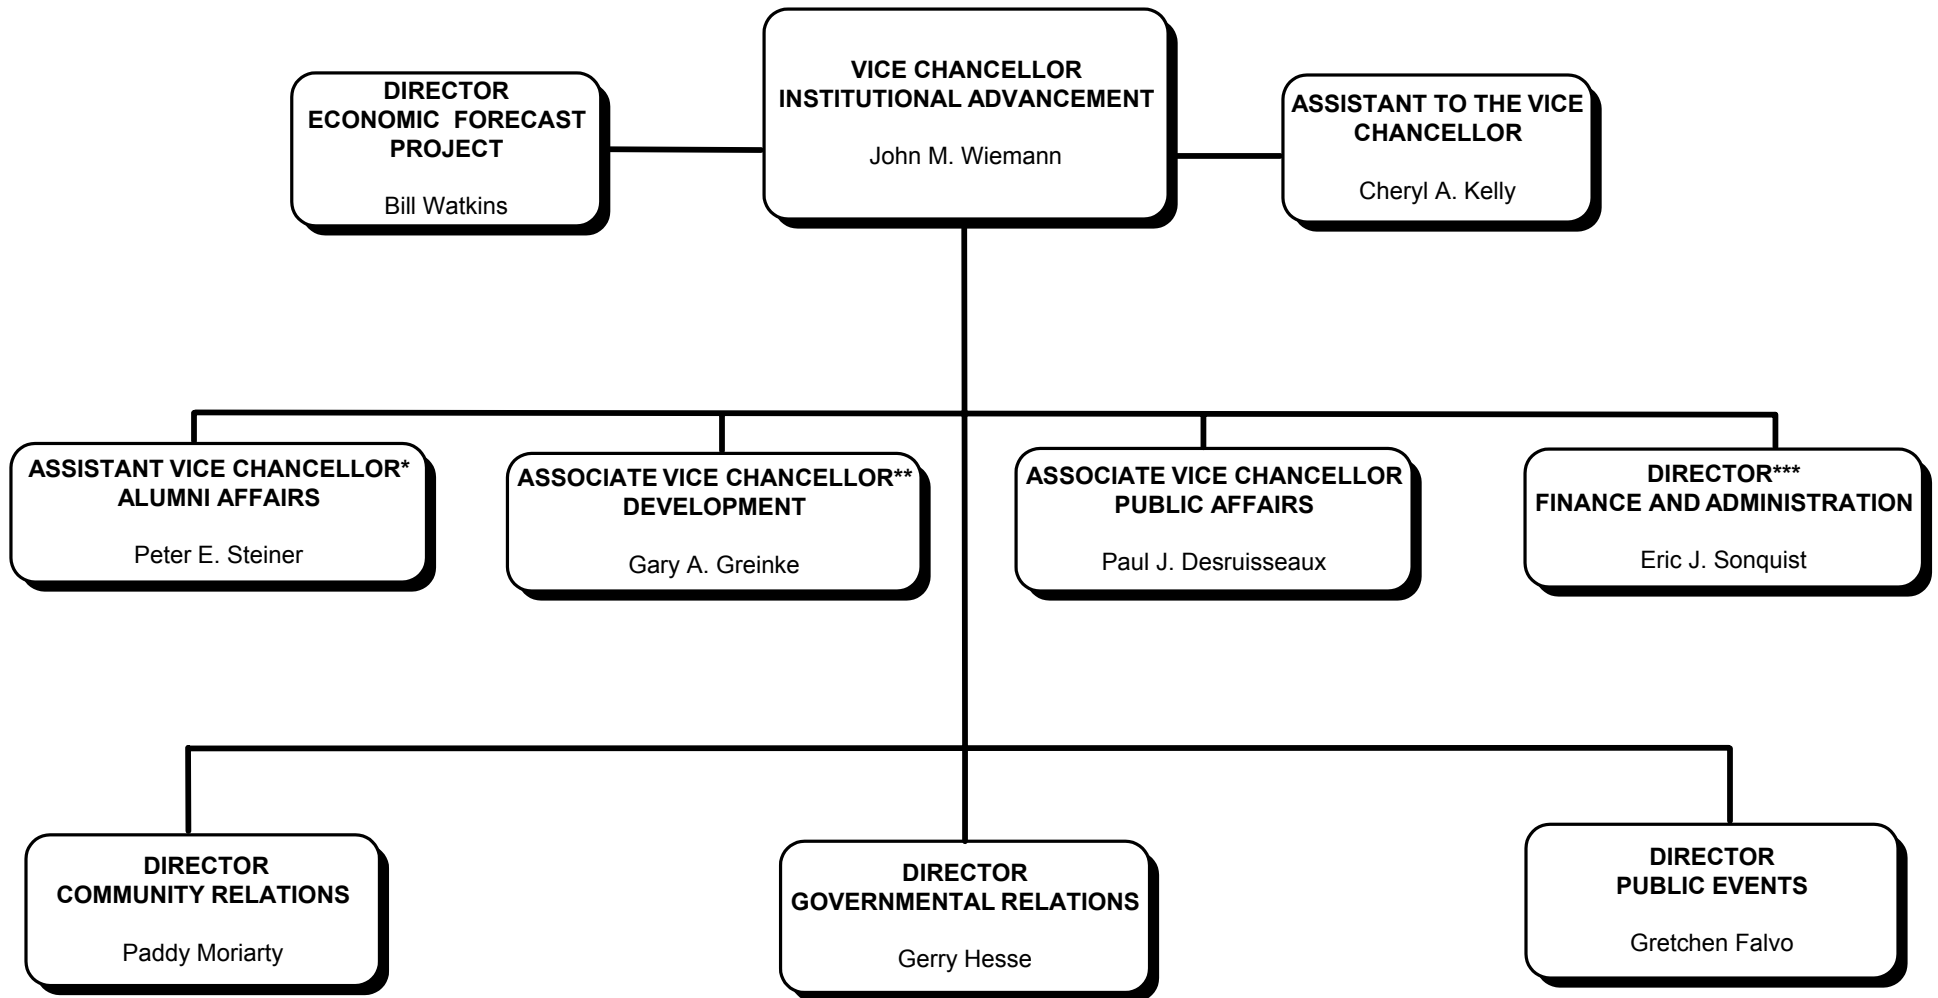 DIRECTOR
ECONOMIC FORECAST
PROJECT
Bill Watkins
VICE CHANCELLOR
INSTITUTIONAL ADVANCEMENT
John M. Wiemann
ASSISTANT TO THE VICE
CHANCELLOR
Cheryl A. Kelly
ASSISTANT VICE CHANCELLOR*
ALUMNI AFFAIRS
Peter E. Steiner
ASSOCIATE VICE CHANCELLOR**
DEVELOPMENT
Gary A. Greinke
ASSOCIATE VICE CHANCELLOR
PUBLIC AFFAIRS
Paul J. Desruisseaux
DIRECTOR***
FINANCE AND ADMINISTRATION
Eric J. Sonquist
DIRECTOR
COMMUNITY RELATIONS
Paddy Moriarty
DIRECTOR
GOVERNMENTAL RELATIONS
Gerry Hesse
DIRECTOR
PUBLIC EVENTS
Gretchen Falvo